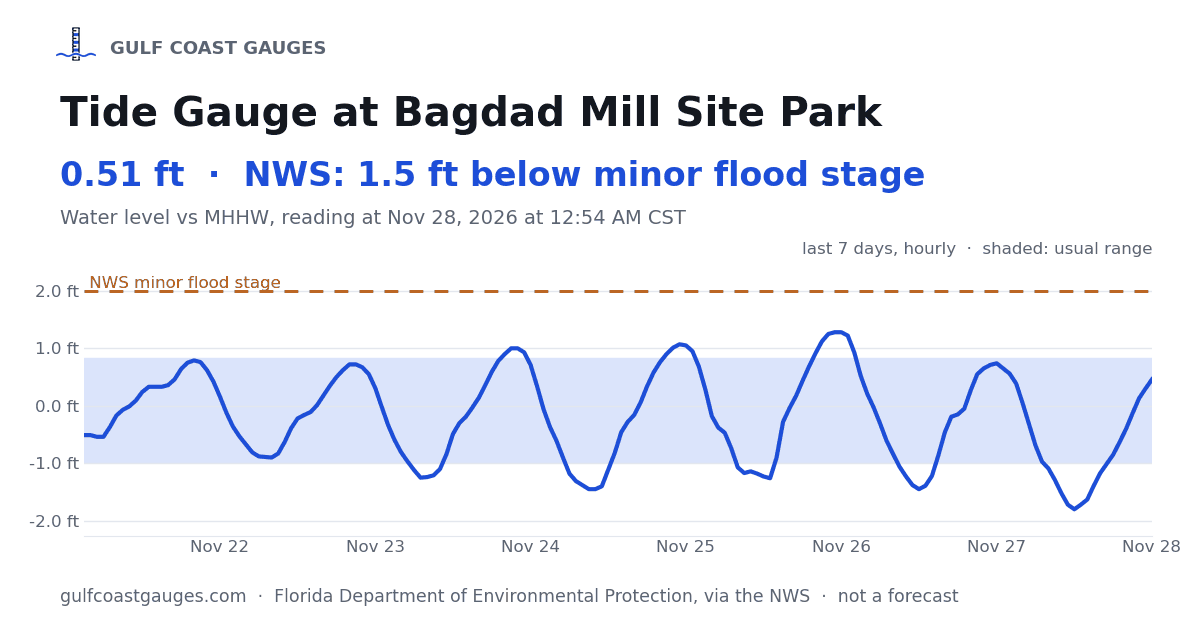 GULF COAST GAUGES
Tide Gauge at Bagdad Mill Site Park
0.51 ft · NWS: 1.5 ft below minor flood stage
Water level vs MHHW, reading at Nov 28, 2026 at 12:54 AM CST
last 7 days, hourly · shaded: usual range
NWS minor flood stage
2.0 ft
1.0 ft
0.0 ft
-1.0 ft
-2.0 ft
Nov 22 Nov 23 Nov 24 Nov 25 Nov 26 Nov 27 Nov 28
gulfcoastgauges.com · Florida Department of Environmental Protection, via the NWS · not a forecast